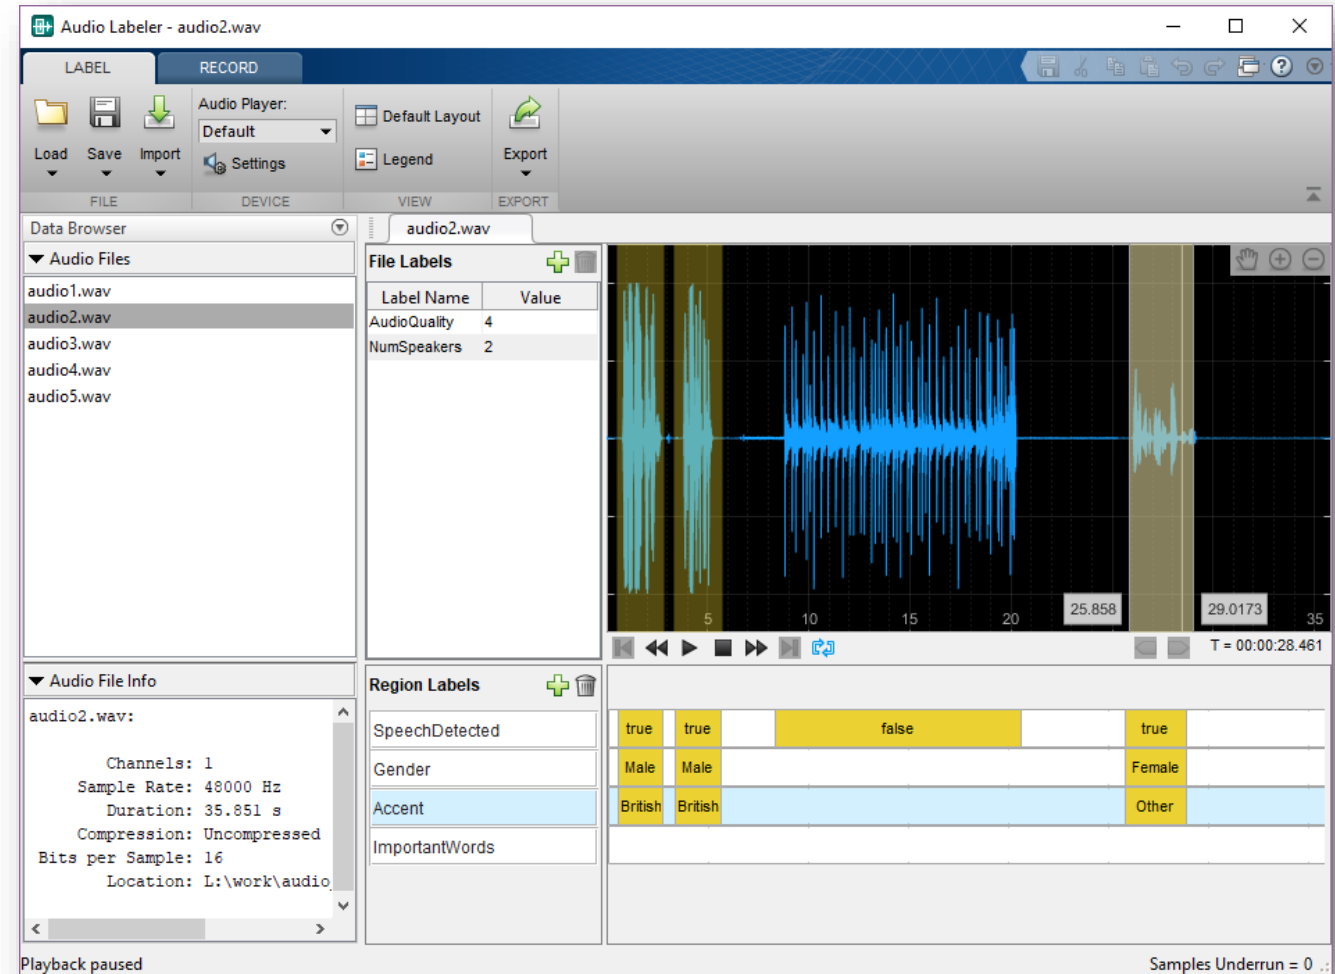 Audio Labeler - audio2.wav
LABEL
RECORD
Load
Save
Import
Audio Player:
Default
Settings
Default Layout
Legend
Export
FILE
DEVICE
VIEW
EXPORT
Data Browser
Audio Files
audio1.wav
audio2.wav
audio3.wav
audio4.wav
audio5.wav
audio2.wav
File Labels
Label Name Value
AudioQuality 4
NumSpeakers 2
5 10 15 20 35
25.858
29.0173
T = 00:00:28.461
Audio File Info
audio2.wav:
Channels: 1
Sample Rate: 48000 Hz
Duration: 35.851 s
Compression: Uncompressed
Bits per Sample: 16
Location: L:\work\audio_
Region Labels
SpeechDetected true true false true
Gender Male Male Female
Accent British British Other
ImportantWords
Playback paused
Samples Underrun = 0